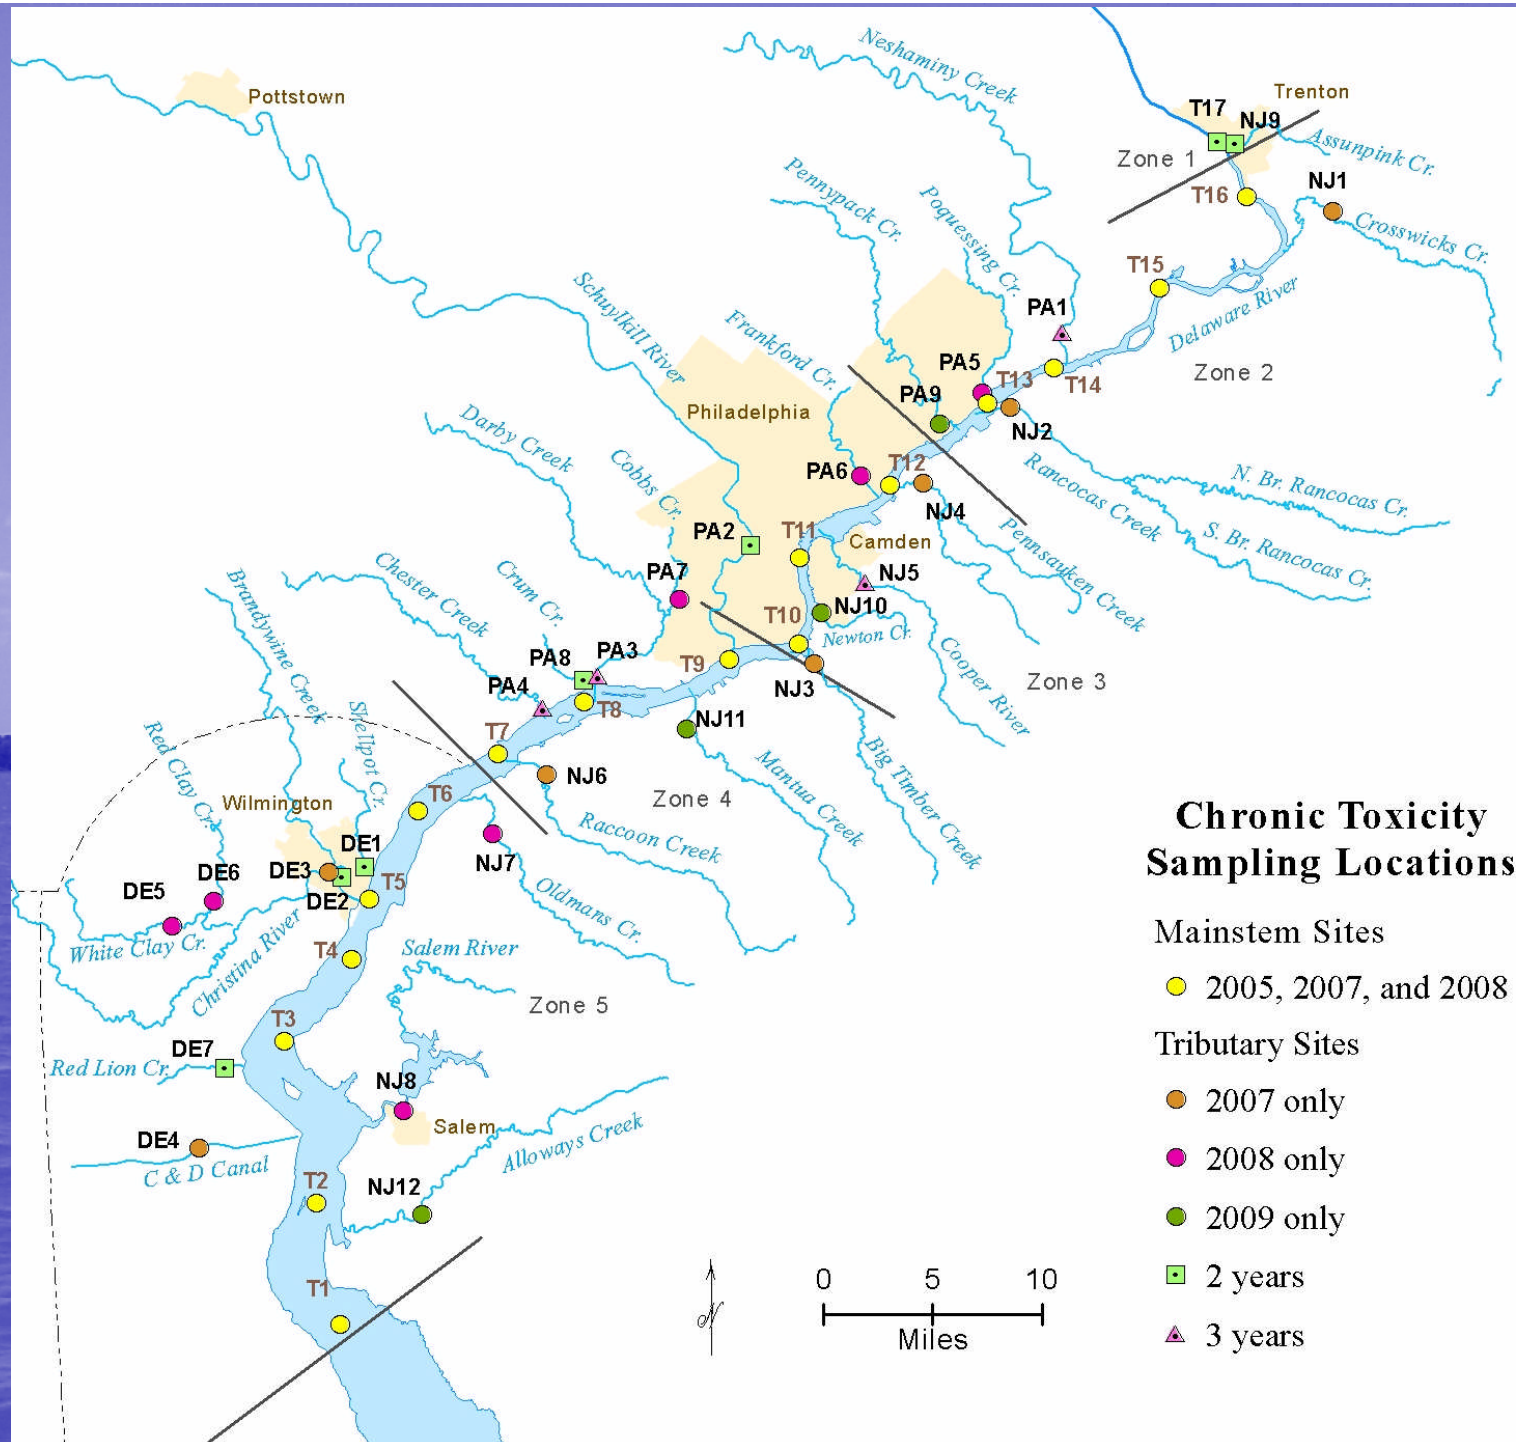 Neshaminy Creek
Pottstown
Trenton
T17
NJ9
Assunpink Cr.
Zone 1
Pennypack Cr.
Poquessing Cr.
T16
NJ1
Crosswicks Cr.
T15
Schuylkill River
Delaware River
PA1
Frankford Cr.
PA5
T13
T14
Zone 2
PA9
Philadelphia
NJ2
Darby Creek
Cobbs Cr.
PA6
T12
NJ4
Rancocas Creek
N. Br. Rancocas Cr.
S. Br. Rancocas Cr.
PA2
T11
Camden
Pennsauken Creek
Chester Creek
Crum Cr.
PA7
NJ5
NJ10
T10
Newton Cr.
Brandywine Creek
PA8
PA3
T9
NJ3
Cooper River
Zone 3
PA4
T8
NJ11
Shellpot Cr.
Red Clay Cr.
T7
NJ6
Zone 4
Mantua Creek
Big Timber Creek
Wilmington
T6
Raccoon Creek
DE1
DE3
DE2
T5
NJ7
Oldmans Cr.
DE6
DE5
White Clay Cr.
Christina River
T4
Salem River
Zone 5
T3
DE7
Red Lion Cr.
NJ8
Salem
DE4
C & D Canal
Alloways Creek
T2
NJ12
T1
Chronic Toxicity
Sampling Locations
Mainstem Sites
2005, 2007, and 2008
Tributary Sites
2007 only
2008 only
2009 only
2 years
3 years
N
0 5 10
Miles